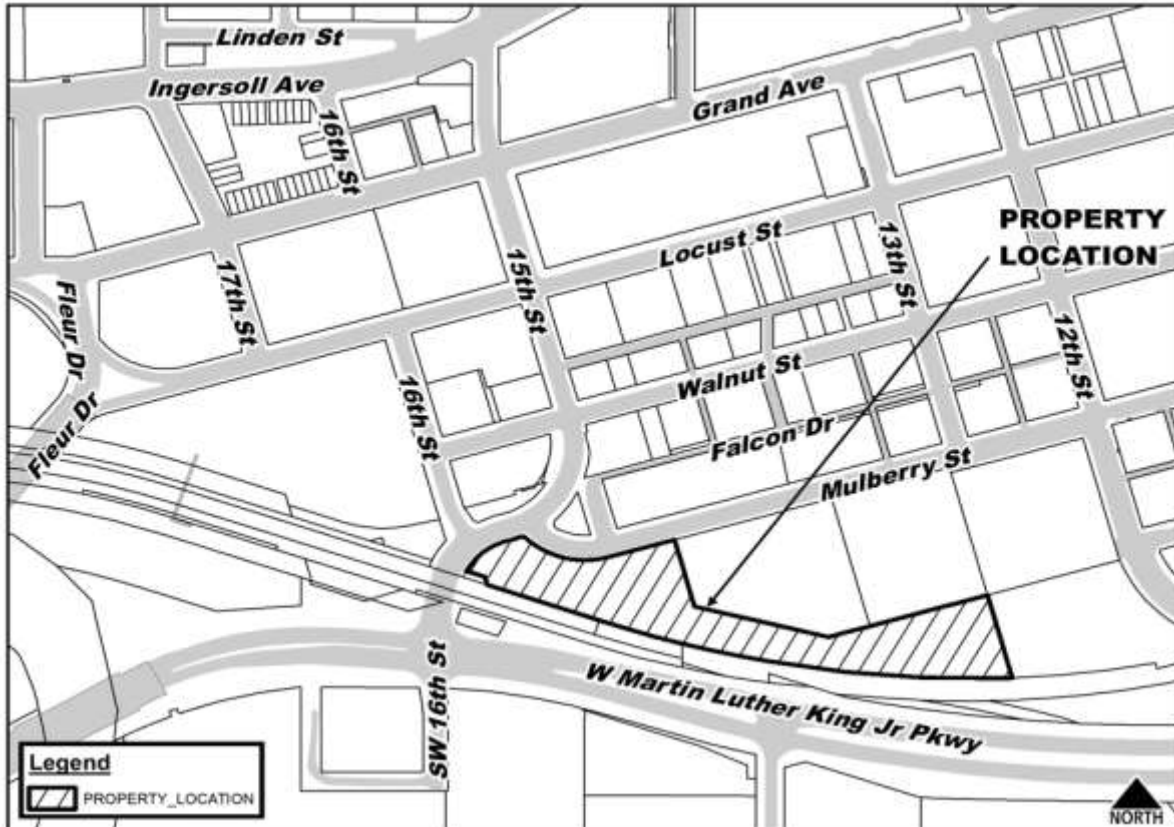 Linden St
Ingersoll Ave
16th St
Grand Ave
PROPERTY
LOCATION
Locust St
13th St
15th St
17th St
Fleur Dr
12th St
Walnut St
16th St
Fleur Dr
Falcon Dr
Mulberry St
W Martin Luther King Jr Pkwy
SW 16th St
Legend
PROPERTY_LOCATION
NORTH